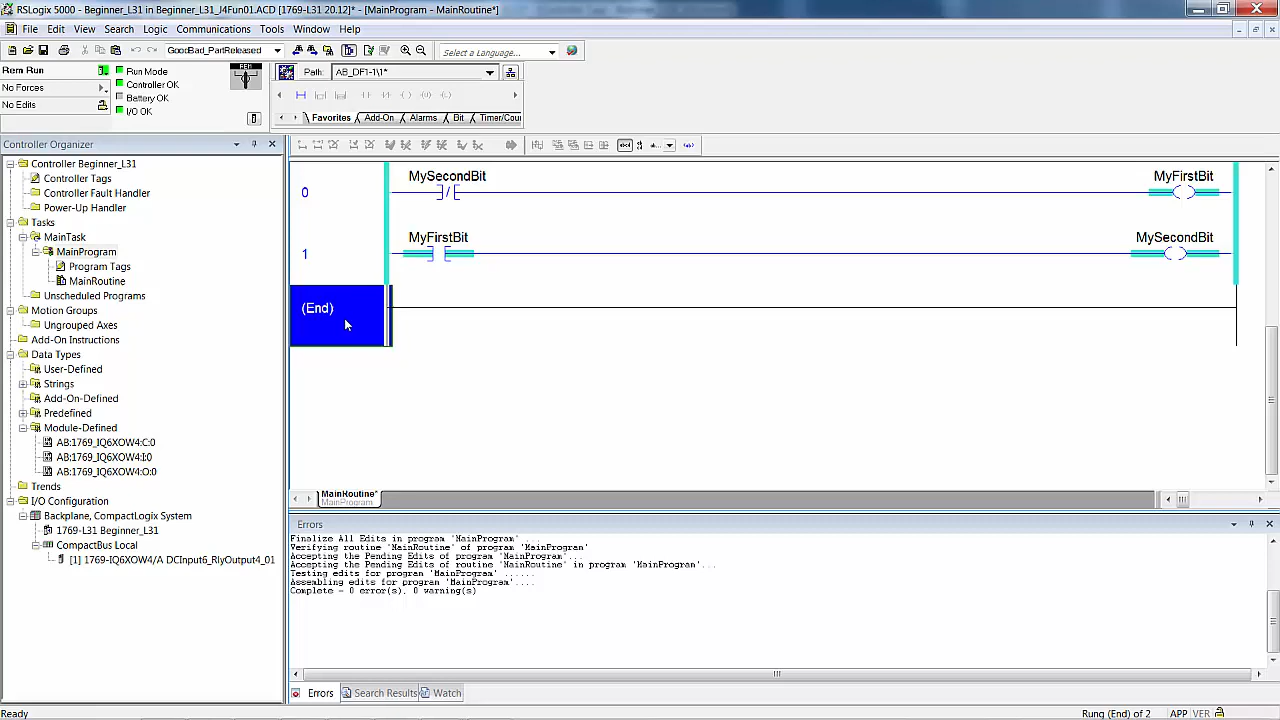 RSLogix 5000 - Beginner_L31 in Beginner_L31_J4Fun01.ACD [1769-L31 20.12]* - [MainProgram - MainRoutine*]
File Edit View Search Logic Communications Tools Window Help
GoodBad_PartReleased
Select a Language...
Rem Run
No Forces
No Edits
Run Mode
Controller OK
Battery OK
I/O OK
REM
Path: AB_DF1-1\1*
Favorites Add-On Alarms Bit Timer/Cou
Controller Organizer
Controller Beginner_L31
Controller Tags
Controller Fault Handler
Power-Up Handler
Tasks
MainTask
MainProgram
Program Tags
MainRoutine
Unscheduled Programs
Motion Groups
Ungrouped Axes
Add-On Instructions
Data Types
User-Defined
Strings
Add-On-Defined
Predefined
Module-Defined
AB:1769_IQ6XOW4:C:0
AB:1769_IQ6XOW4:I:0
AB:1769_IQ6XOW4:O:0
Trends
I/O Configuration
Backplane, CompactLogix System
1769-L31 Beginner_L31
CompactBus Local
[1] 1769-IQ6XOW4/A DCInput6_RlyOutput4_01
MySecondBit MyFirstBit
0
MyFirstBit MySecondBit
1
(End)
MainRoutine*
MainProgram
Errors
Finalize All Edits in program 'MainProgram' ...
Verifying routine 'MainRoutine' of program 'MainProgram'
Accepting the Pending Edits of program 'MainProgram'...
Accepting the Pending Edits of routine 'MainRoutine' in program 'MainProgram'...
Testing edits for program 'MainProgram' ......
Assembling edits for program 'MainProgram'....
Complete - 0 error(s), 0 warning(s)
Errors Search Results Watch
Ready
Rung (End) of 2 APP VER